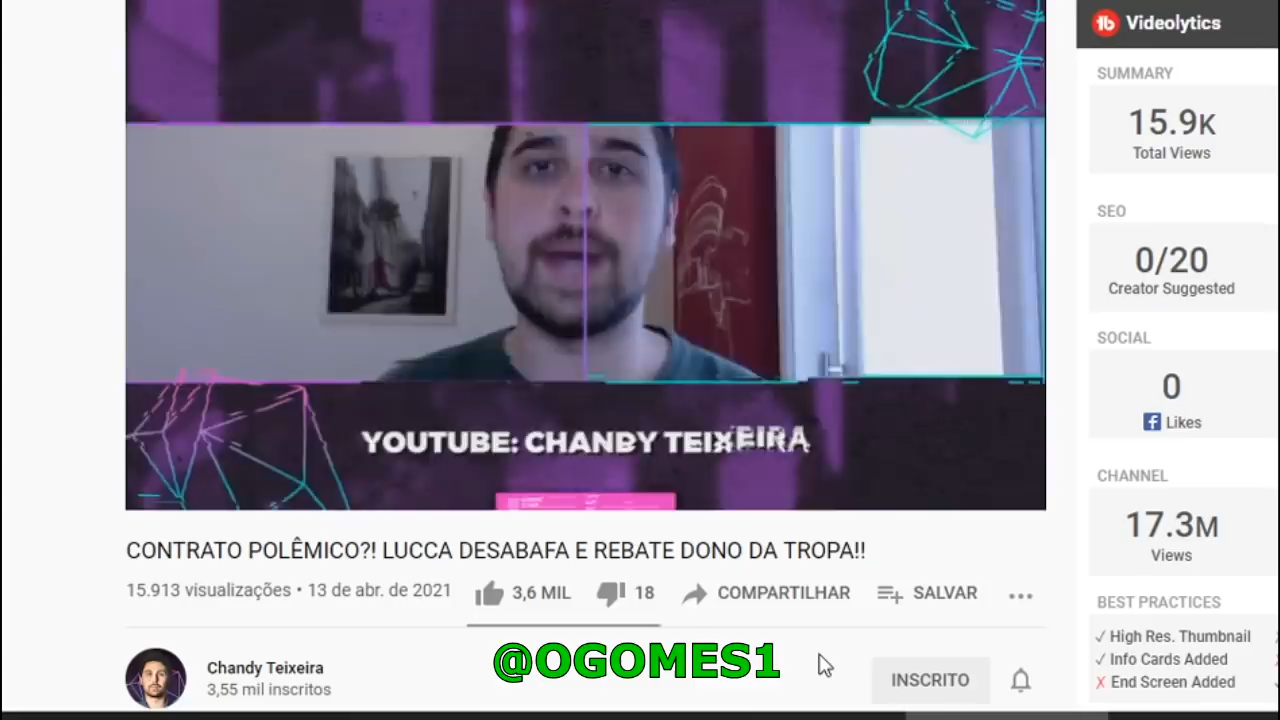 Videolytics
SUMMARY
15.9K
Total Views
SEO
0/20
Creator Suggested
SOCIAL
0
Likes
CHANNEL
17.3M
Views
BEST PRACTICES
✓ High Res. Thumbnail
✓ Info Cards Added
X End Screen Added
YOUTUBE: CHANDY TEIXEIRA
CONTRATO POLÊMICO?! LUCCA DESABAFA E REBATE DONO DA TROPA!!
15.913 visualizações • 13 de abr. de 2021 3,6 MIL 18 COMPARTILHAR SALVAR
Chandy Teixeira
3,55 mil inscritos
@OGOMES1
INSCRITO